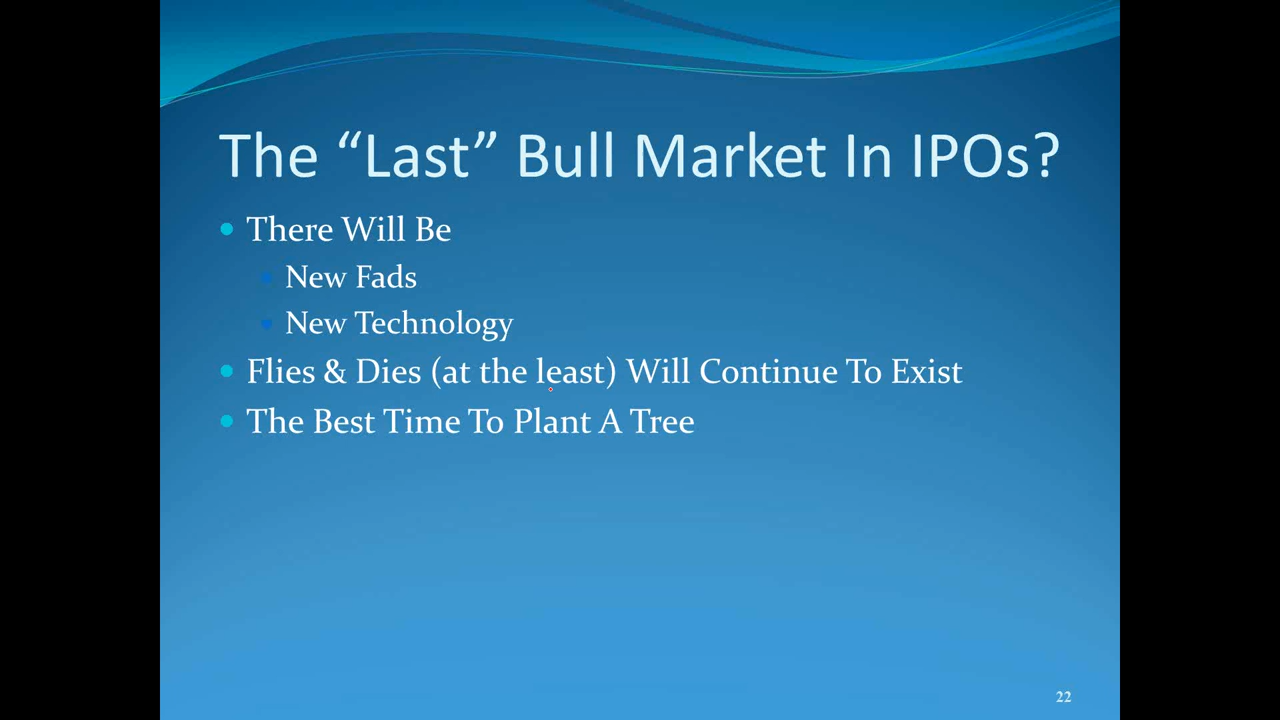 The “Last” Bull Market In IPOs?
There Will Be
New Fads
New Technology
Flies & Dies (at the least) Will Continue To Exist
The Best Time To Plant A Tree
22